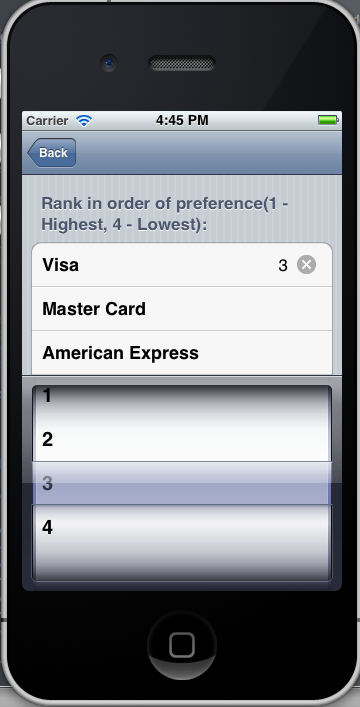 Carrier 4:45 PM
Back
Rank in order of preference(1 -
Highest, 4 - Lowest):
Visa 3
Master Card
American Express
1
2
3
4